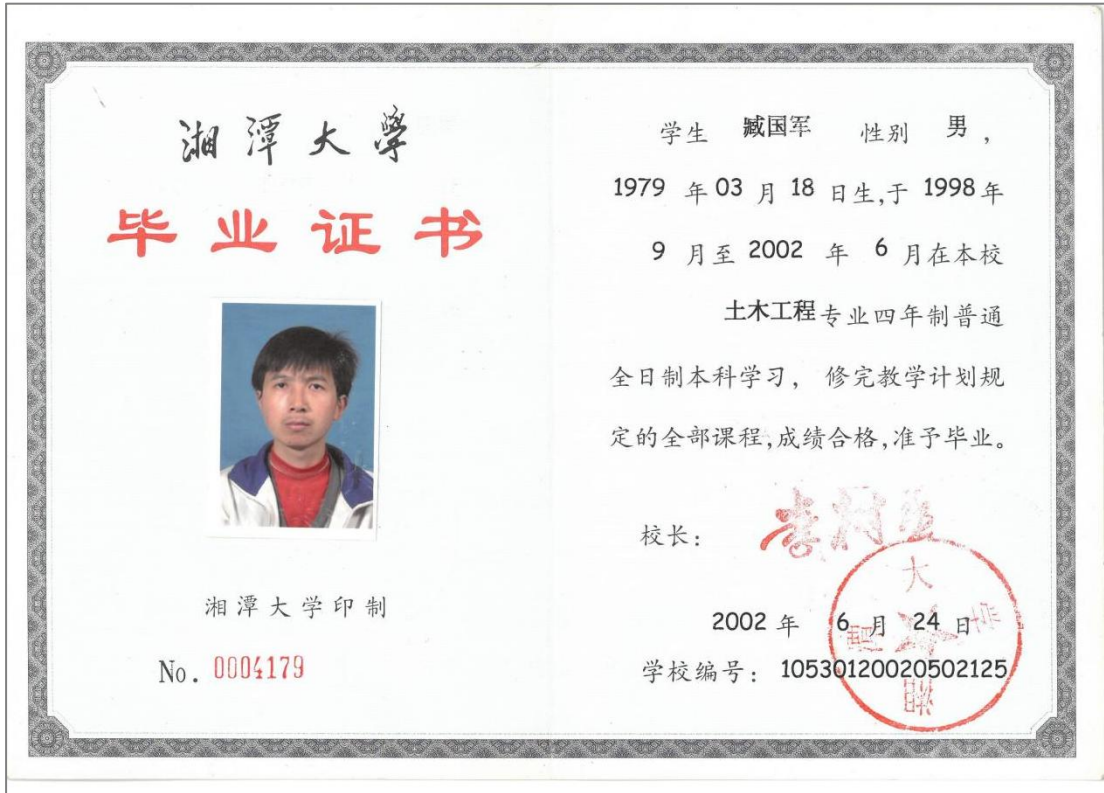 湘潭大学
毕业证书
湘潭大学印制
No. 0004179
学生 臧国军 性别 男，
1979 年 03 月 18 日生,于 1998 年
9 月至 2002 年 6 月在本校
土木工程专业四年制普通
全日制本科学习， 修完教学计划规
定的全部课程,成绩合格,准予毕业。
校长：
2002 年 6 月 24 日
学校编号： 10530120020502125